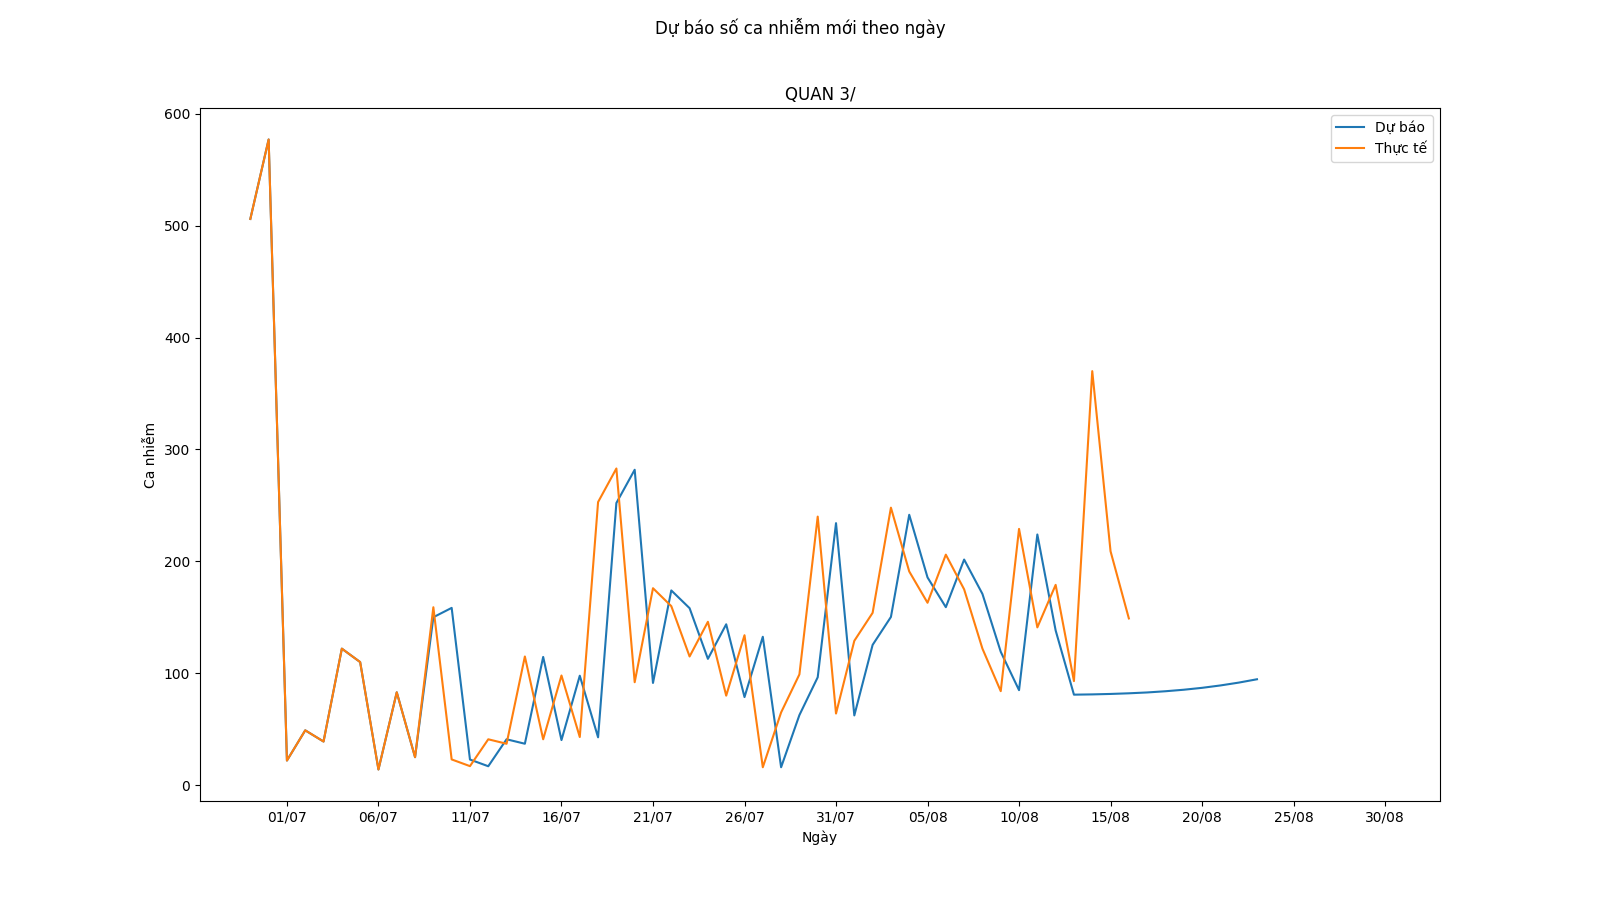 Dự báo số ca nhiễm mới theo ngày
QUAN 3/
600
500
400
300
200
100
0
Ca nhiễm
Dự báo
Thực tế
01/07 06/07 11/07 16/07 21/07 26/07 31/07 05/08 10/08 15/08 20/08 25/08 30/08
Ngày